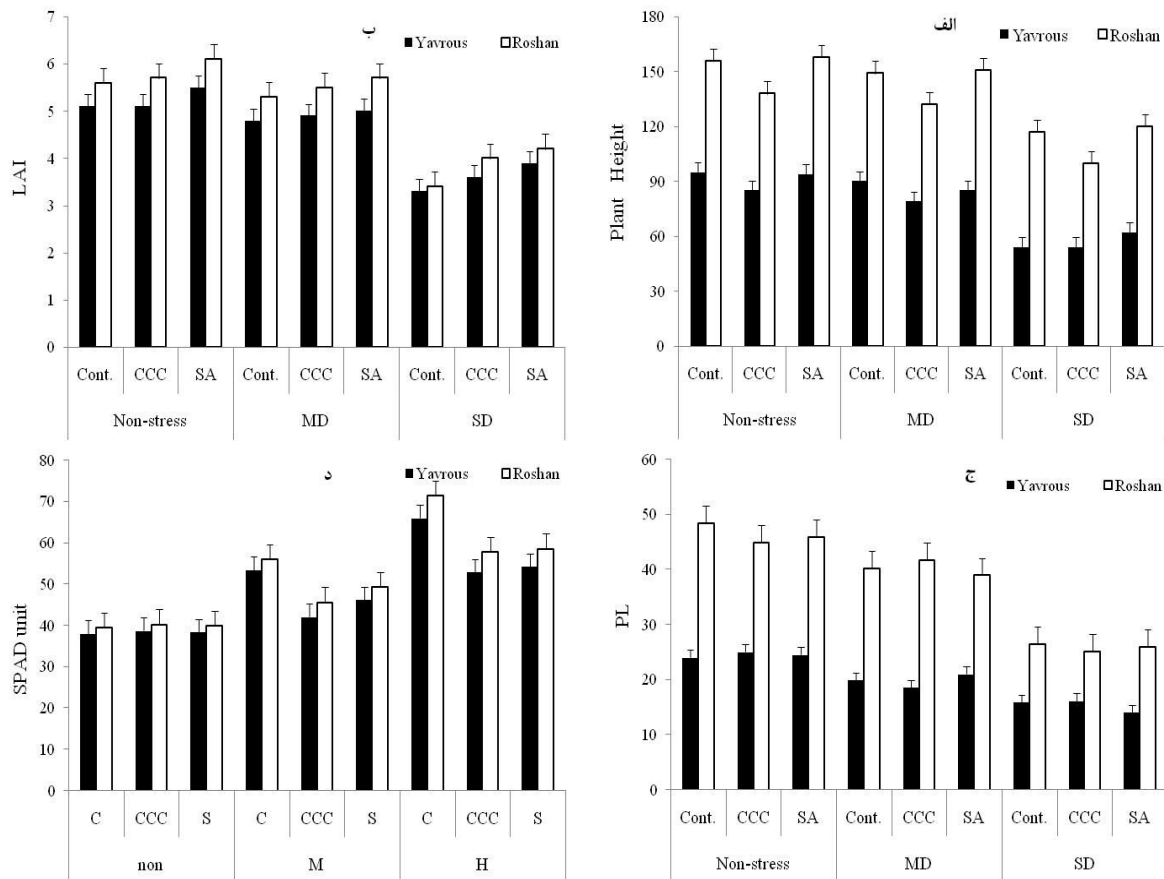 ب
Yavrous Roshan
7
6
5
4
3
2
1
0
LAI
Cont. CCC SA Cont. CCC SA Cont. CCC SA
Non-stress MD SD
الف
Yavrous Roshan
180
150
120
90
60
30
0
Plant Height
Cont. CCC SA Cont. CCC SA Cont. CCC SA
Non-stress MD SD
د
Yavrous Roshan
80
70
60
50
40
30
20
10
0
SPAD unit
C CCC S C CCC S C CCC S
non M H
ج
Yavrous Roshan
60
50
40
30
20
10
0
PL
Cont. CCC SA Cont. CCC SA Cont. CCC SA
Non-stress MD SD